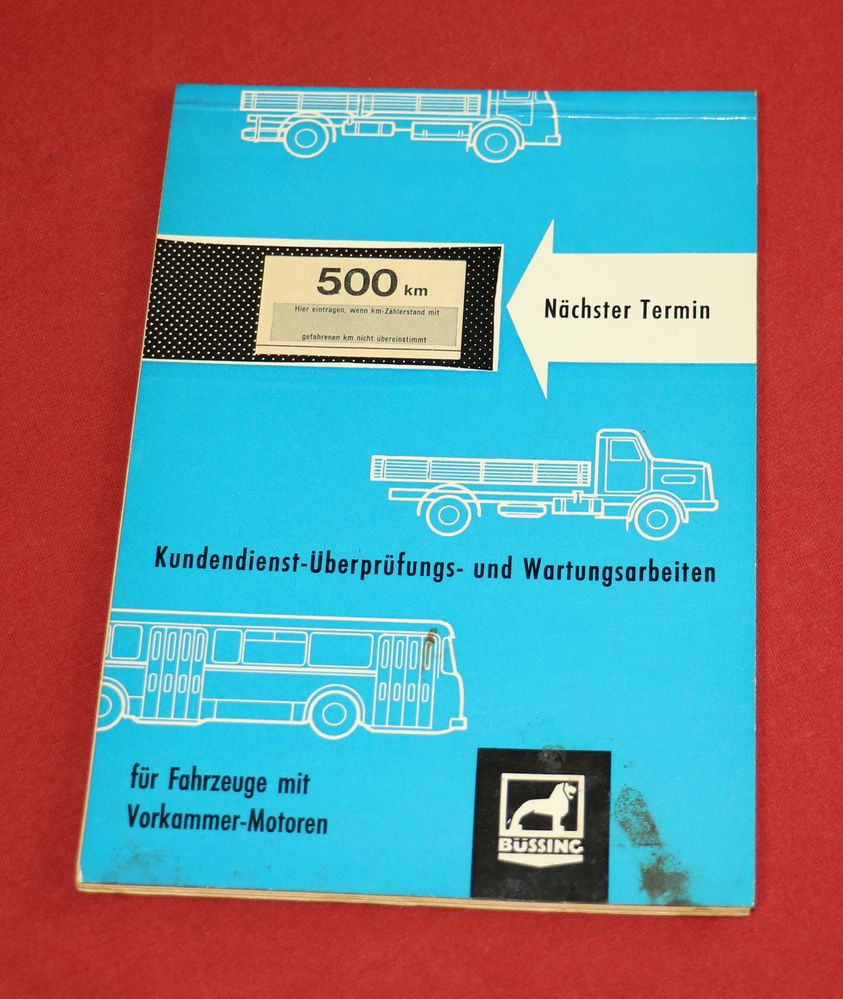 500 km
Hier eintragen, wenn km-Zählerstand mit
gefahrenen km nicht übereinstimmt
Nächster Termin
Kundendienst-Überprüfungs- und Wartungsarbeiten
für Fahrzeuge mit
Vorkammer-Motoren
BÜSSING